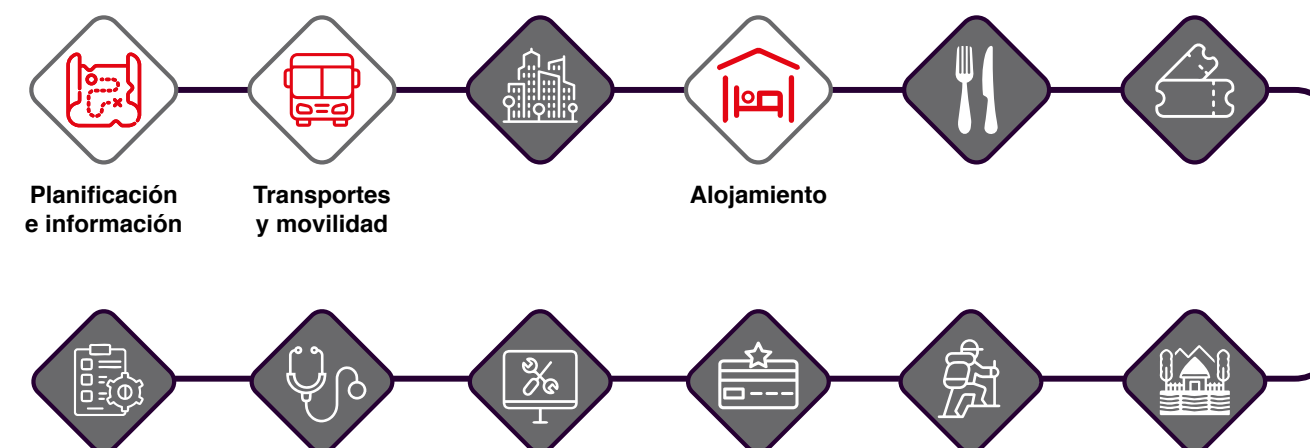 Planificación
e información
Transportes
y movilidad
Alojamiento